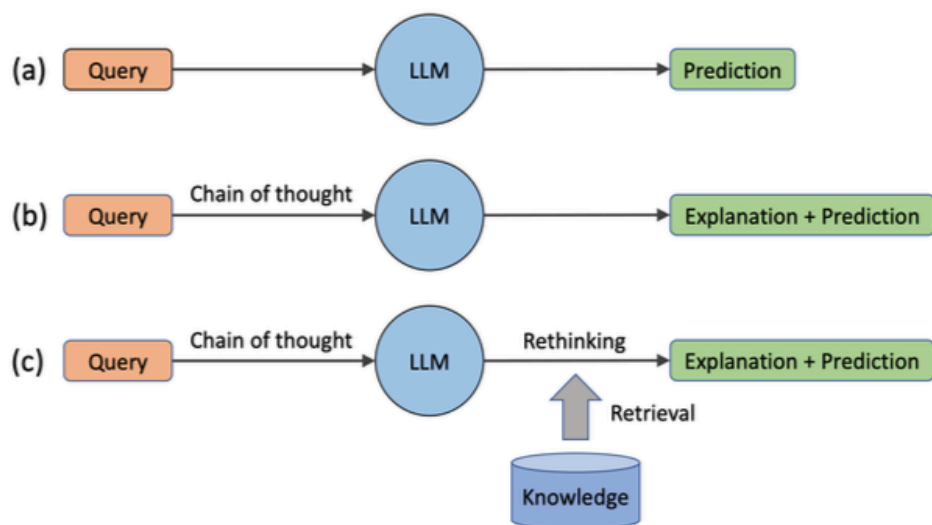 (a) Query LLM Prediction
Chain of thought
(b) Query LLM Explanation + Prediction
Chain of thought Rethinking
(c) Query LLM Explanation + Prediction
Retrieval
Knowledge